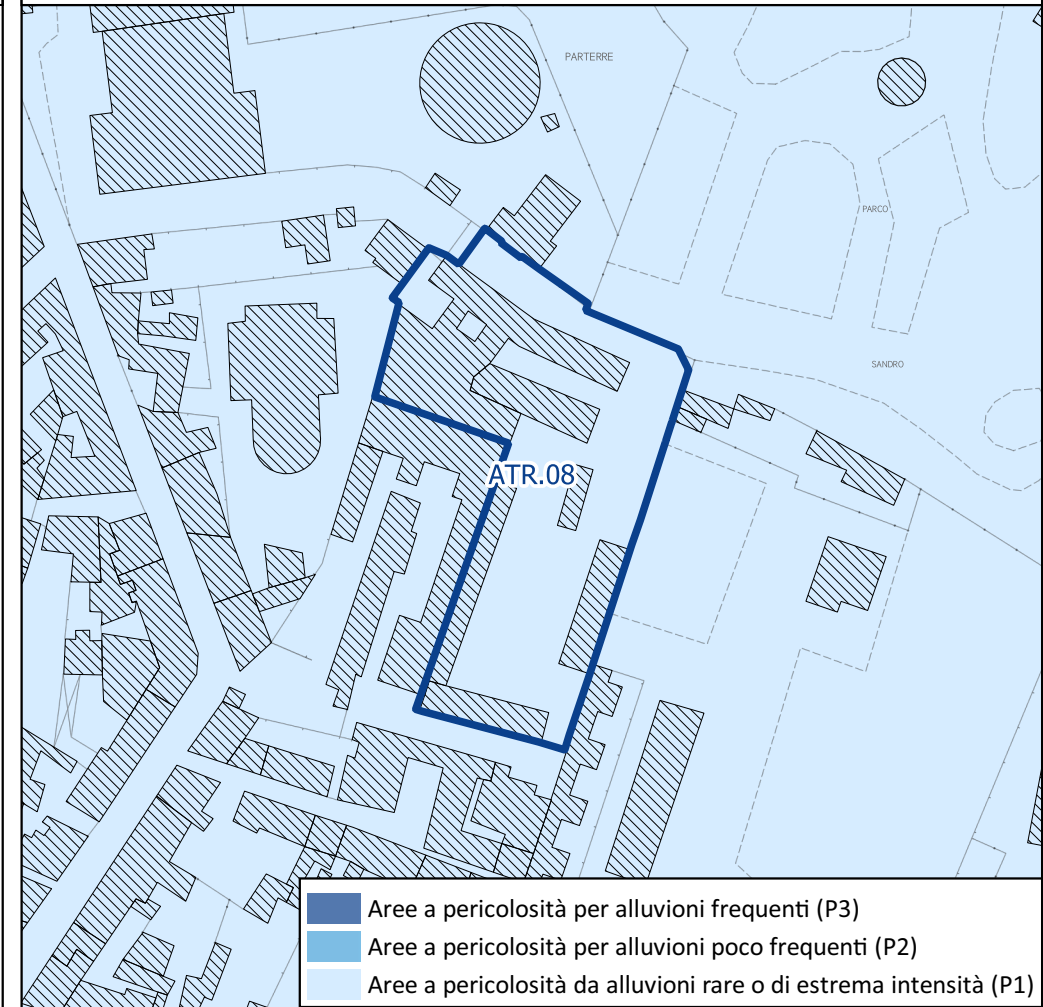 PARTERRE
PARCO
SANDRO
ATR.08
Aree a pericolosità per alluvioni frequenti (P3)
Aree a pericolosità per alluvioni poco frequenti (P2)
Aree a pericolosità da alluvioni rare o di estrema intensità (P1)